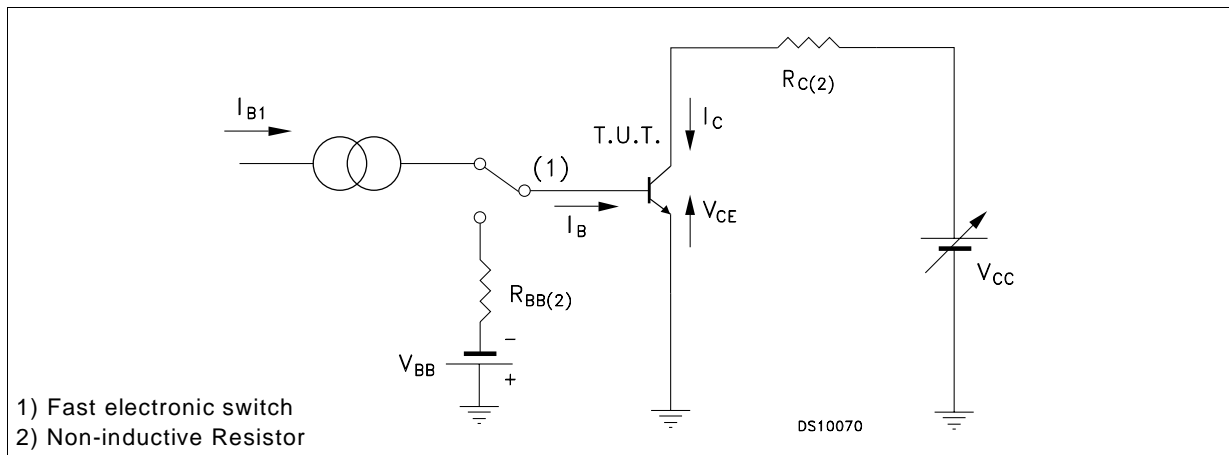 I_B1
(1)
I_B
R_BB(2)
V_BB
-
+
T.U.T.
I_C
V_CE
R_C(2)
V_CC
1) Fast electronic switch
2) Non-inductive Resistor
DS10070